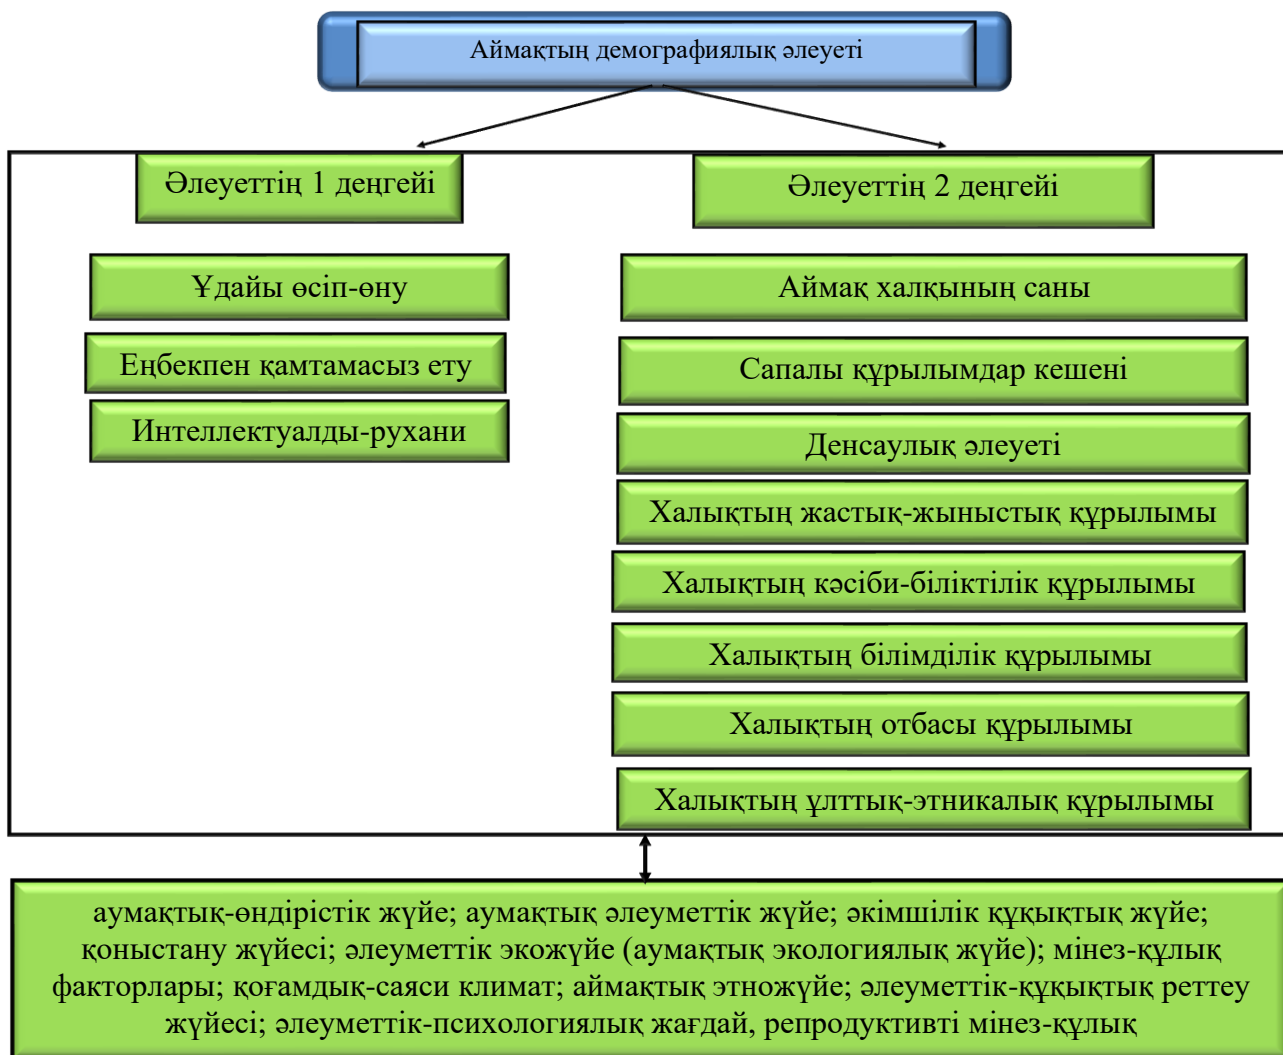 Аймақтың демографиялық әлеуеті
Әлеуеттің 1 деңгейі
Ұдайы өсіп-өну
Еңбекпен қамтамасыз ету
Интеллектуалды-рухани
Әлеуеттің 2 деңгейі
Аймақ халқының саны
Сапалы құрылымдар кешені
Денсаулық әлеуеті
Халықтың жастық-жыныстық құрылымы
Халықтың кәсіби-біліктілік құрылымы
Халықтың білімділік құрылымы
Халықтың отбасы құрылымы
Халықтың ұлттық-этникалық құрылымы
аумақтық-өндірістік жүйе; аумақтық әлеуметтік жүйе; әкімшілік құқықтық жүйе;
қоныстану жүйесі; әлеуметтік экожүйе (аумақтық экологиялық жүйе); мінез-құлық
факторлары; қоғамдық-саяси климат; аймақтық этножүйе; әлеуметтік-құқықтық реттеу
жүйесі; әлеуметтік-психологиялық жағдай, репродуктивті мінез-құлық